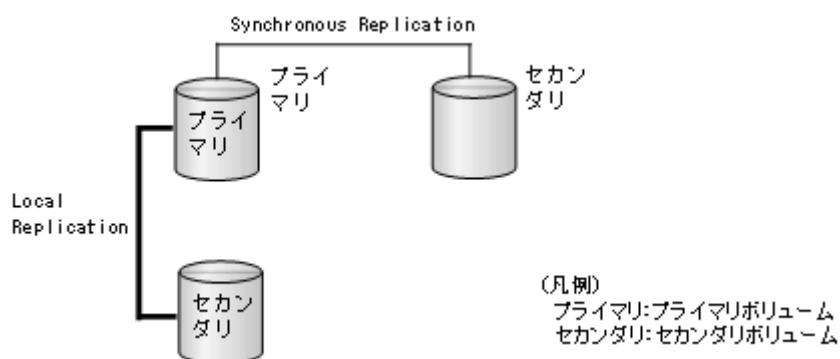 Synchronous Replication
プライ
マリ
セカン
ダリ
プライ
マリ
Local
Replication
セカン
ダリ
(凡例)
プライマリ:プライマリボリューム
セカンダリ:セカンダリボリューム